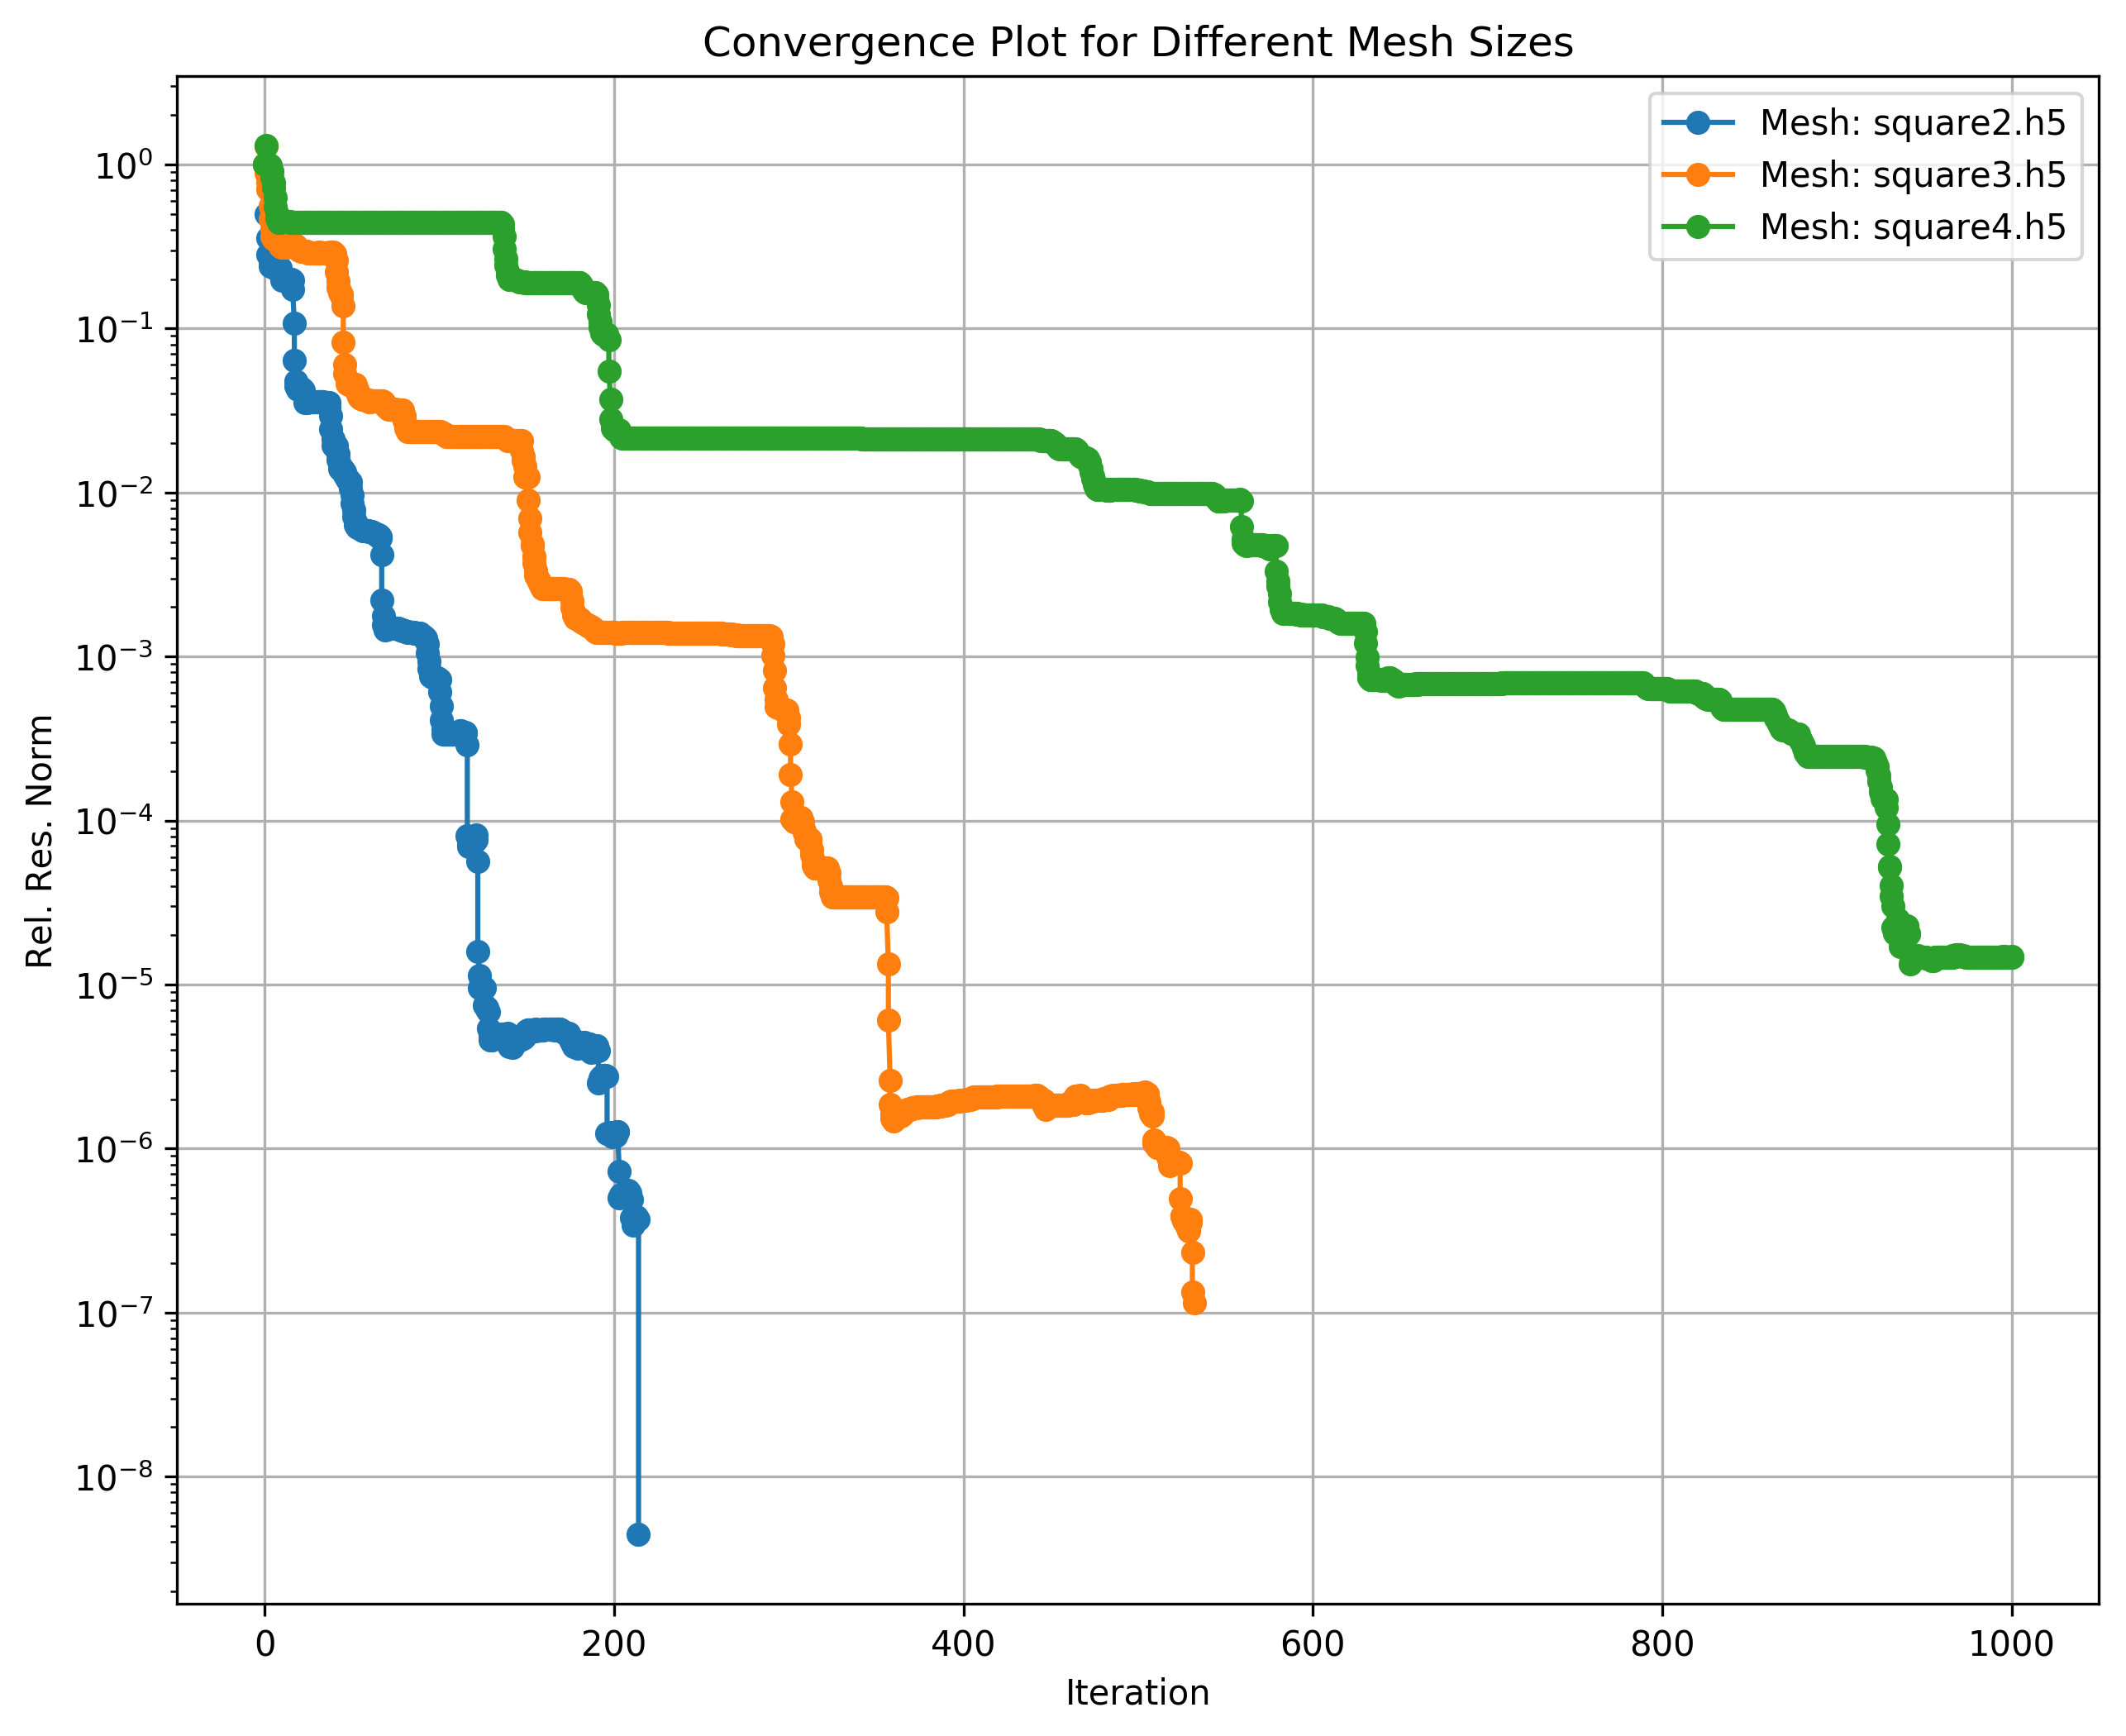 Convergence Plot for Different Mesh Sizes
Mesh: square2.h5
Mesh: square3.h5
Mesh: square4.h5
10⁰
10⁻¹
10⁻²
10⁻³
10⁻⁴
10⁻⁵
10⁻⁶
10⁻⁷
10⁻⁸
Rel. Res. Norm
0 200 400 600 800 1000
Iteration